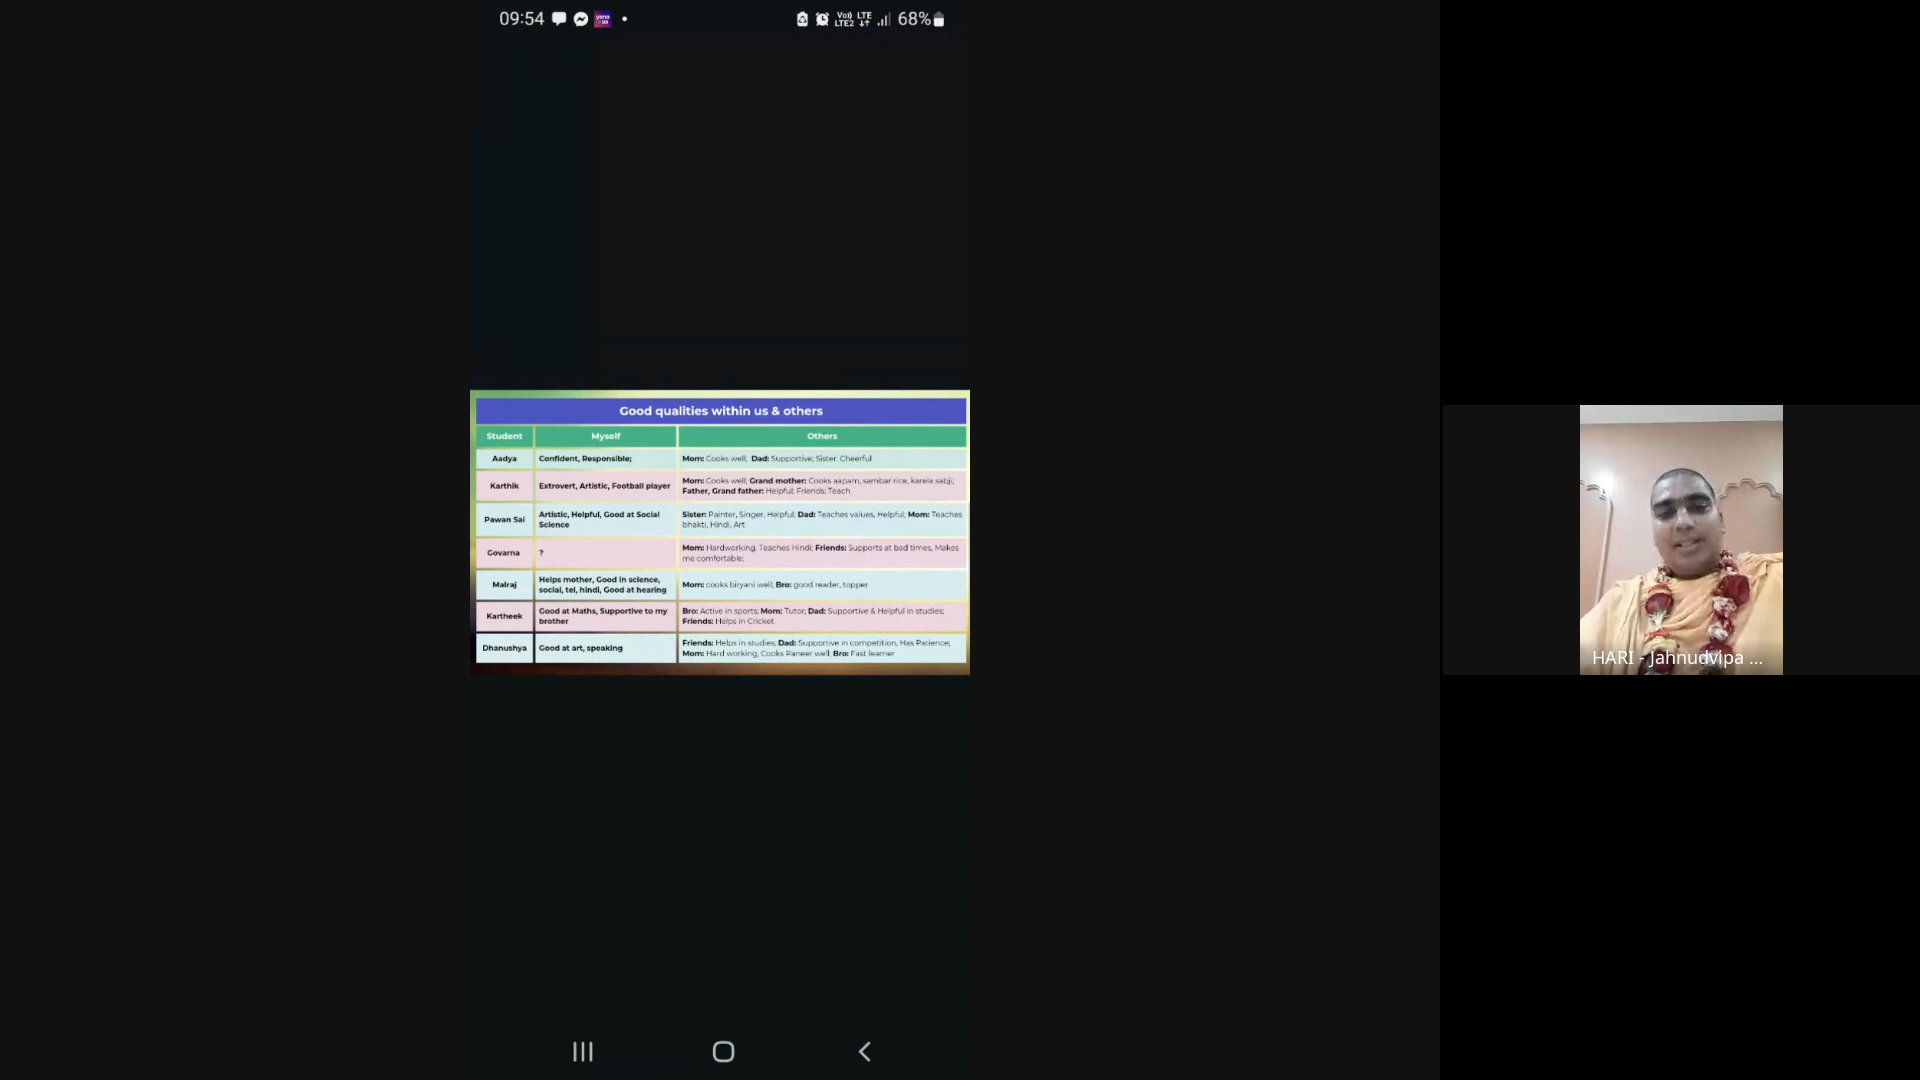 09:54
Vo)) LTE
LTE2
68%
Good qualities within us & others
Student Myself Others
Aadya Confident, Responsible; Mom: Cooks well; Dad: Supportive; Sister: Cheerful
Karthik Extrovert, Artistic, Football player Mom: Cooks well; Grand mother: Cooks aapam, sambar rice, karela sabji;
Father, Grand father: Helpful; Friends: Teach
Pawan Sai Artistic, Helpful, Good at Social
Science
Sister: Painter, Singer, Helpful; Dad: Teaches values, Helpful; Mom: Teaches
bhakti, Hindi, Art
Govarna ? Mom: Hardworking, Teaches Hindi; Friends: Supports at bad times, Makes
me comfortable;
Malraj Helps mother, Good in science,
social, tel, hindi, Good at hearing
Mom: cooks biryani well; Bro: good reader, topper
Kartheek Good at Maths, Supportive to my
brother
Bro: Active in sports; Mom: Tutor; Dad: Supportive & Helpful in studies;
Friends: Helps in Cricket
Dhanushya Good at art, speaking Friends: Helps in studies; Dad: Supportive in competition, Has Patience;
Mom: Hard working, Cooks Paneer well; Bro: Fast learner
HARI - Jahnudvipa ...